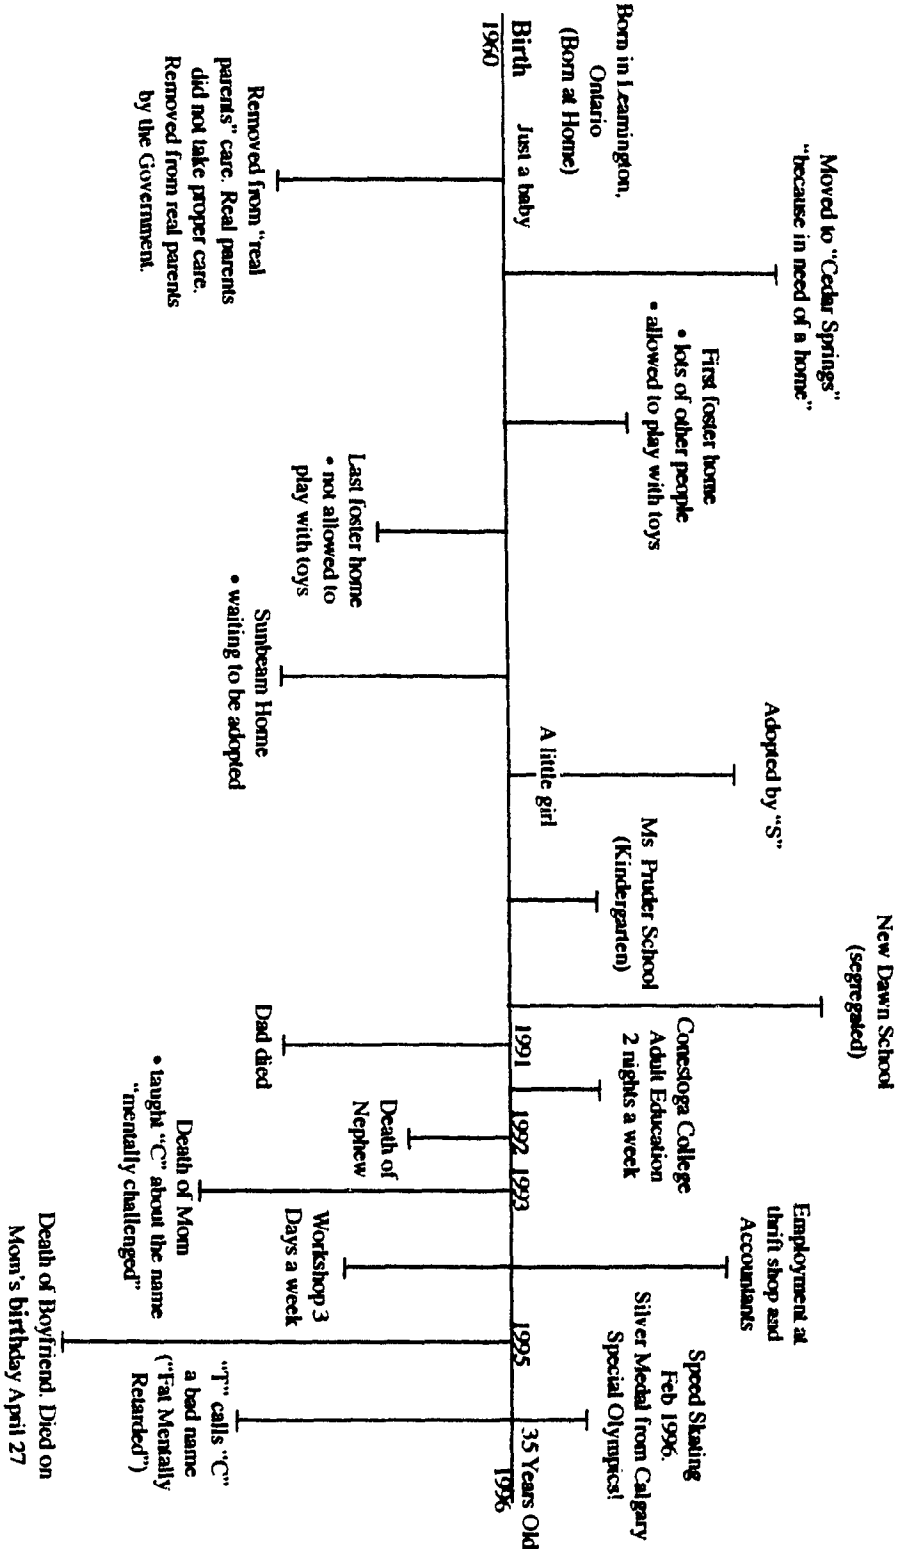 Born in Leamington,
Ontario
(Born at Home)
Birth
1960
Just a baby
Removed from "real
parents" care. Real parents
did not take proper care.
Removed from real parents
by the Government.
Moved to "Cedar Springs"
"because in need of a home"
First foster home
• lots of other people
• allowed to play with toys
Last foster home
• not allowed to
play with toys
Sunbeam Home
• waiting to be adopted
Adopted by "S"
A little girl
Ms Pruder School
(Kindergarten)
New Dawn School
(segregated)
1991
Dad died
Conestoga College
Adult Education
2 nights a week
1992
Death of
Nephew
1993
Death of Mom
• taught "C" about the name
"mentally challenged"
Employment at
thrift shop and
Accountants
Workshop 3
Days a week
1995
Death of Boyfriend. Died on
Mom's birthday April 27
Speed Skating
Feb 1996.
Silver Medal from Calgary
Special Olympics!
"T" calls "C"
a bad name
("Fat Mentally
Retarded")
35 Years Old
1996